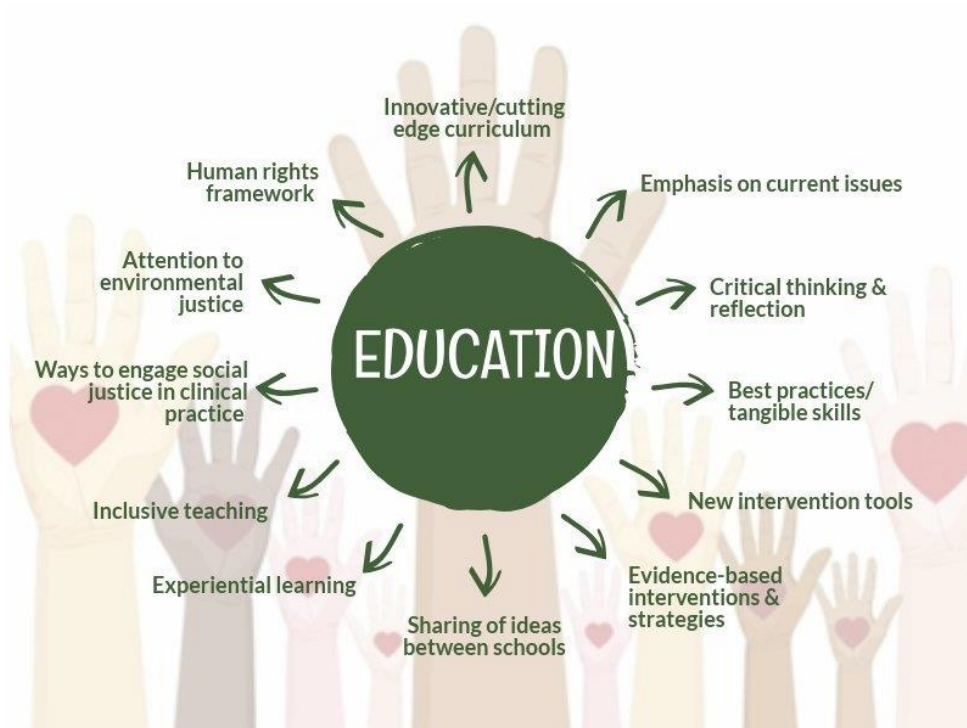 Innovative/cutting
edge curriculum
Human rights
framework
Emphasis on current issues
Attention to
environmental
justice
Critical thinking &
reflection
EDUCATION
Ways to engage social
justice in clinical
practice
Best practices/
tangible skills
Inclusive teaching
New intervention tools
Experiential learning
Evidence-based
interventions &
strategies
Sharing of ideas
between schools